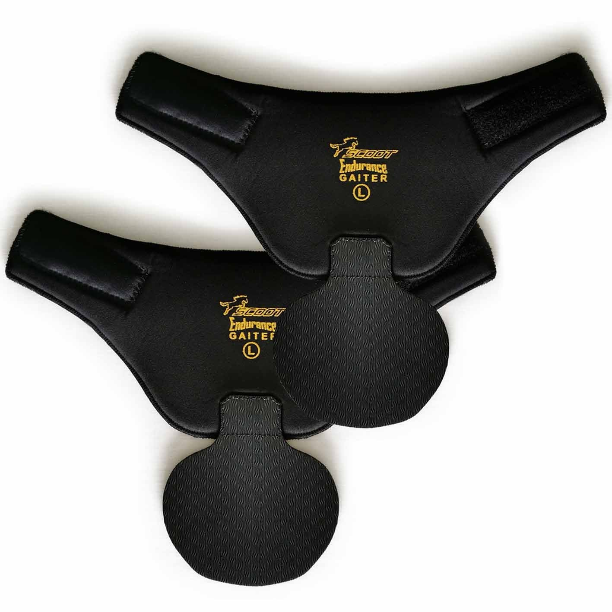 SCOOT
Endurance
GAITER
L
SCOOT
Endurance
GAITER
L